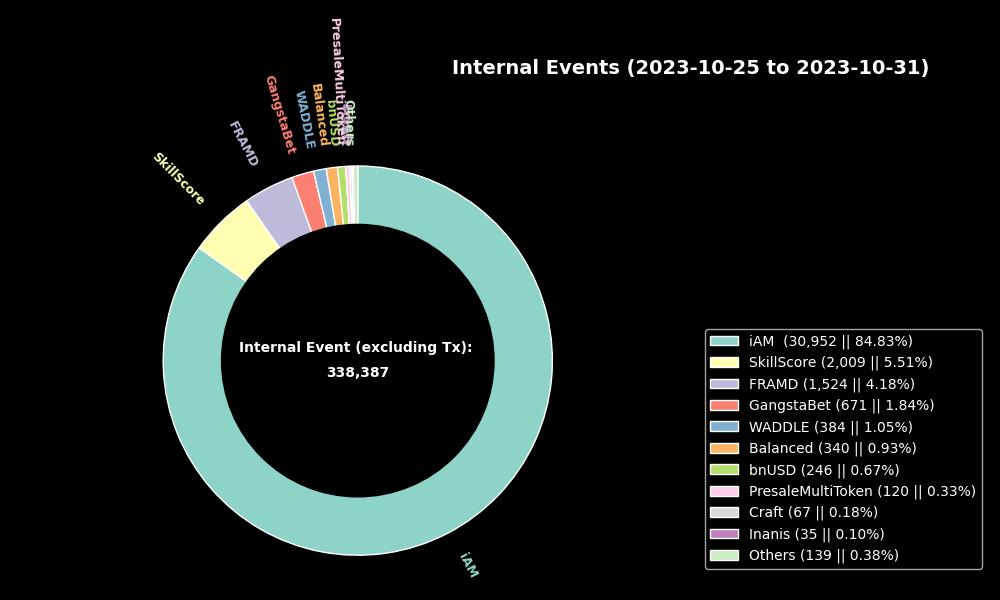 Internal Events (2023-10-25 to 2023-10-31)
SkillScore
FRAMD
GangstaBet
WADDLE
Balanced
bnUSD
PresaleMultiToken
Others
Internal Event (excluding Tx):
338,387
iAM
iAM (30,952 || 84.83%)
SkillScore (2,009 || 5.51%)
FRAMD (1,524 || 4.18%)
GangstaBet (671 || 1.84%)
WADDLE (384 || 1.05%)
Balanced (340 || 0.93%)
bnUSD (246 || 0.67%)
PresaleMultiToken (120 || 0.33%)
Craft (67 || 0.18%)
Inanis (35 || 0.10%)
Others (139 || 0.38%)